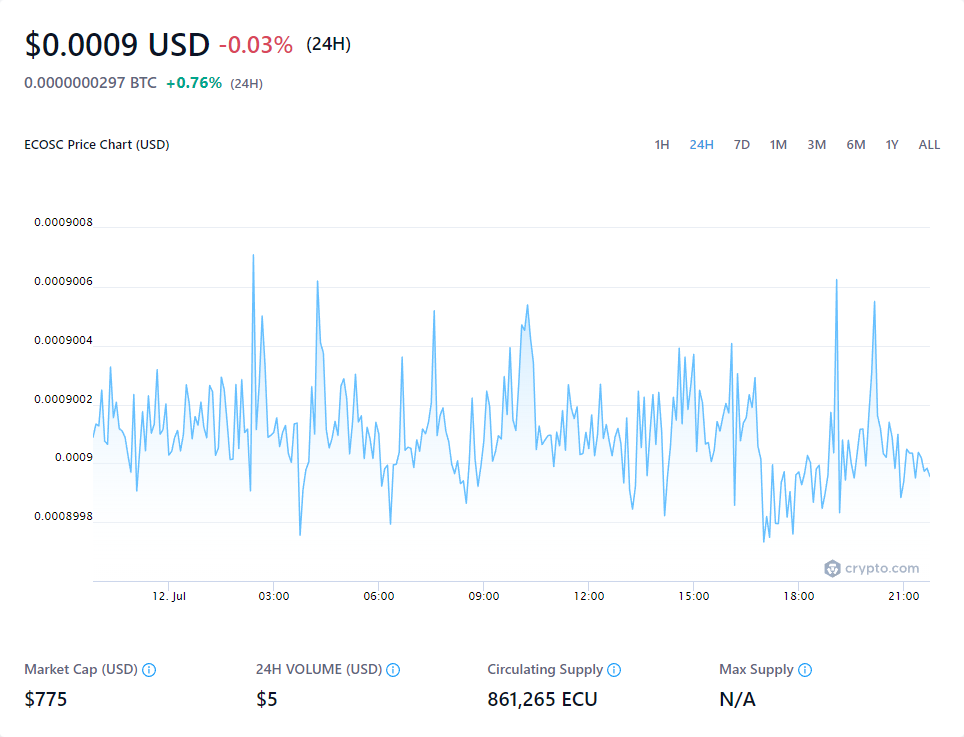 $0.0009 USD -0.03% (24H)
0.0000000297 BTC +0.76% (24H)
ECOSC Price Chart (USD) 1H 24H 7D 1M 3M 6M 1Y ALL
0.0009008
0.0009006
0.0009004
0.0009002
0.0009
0.0008998
crypto.com
12. Jul 03:00 06:00 09:00 12:00 15:00 18:00 21:00
Market Cap (USD) 24H VOLUME (USD) Circulating Supply Max Supply
$775 $5 861,265 ECU N/A